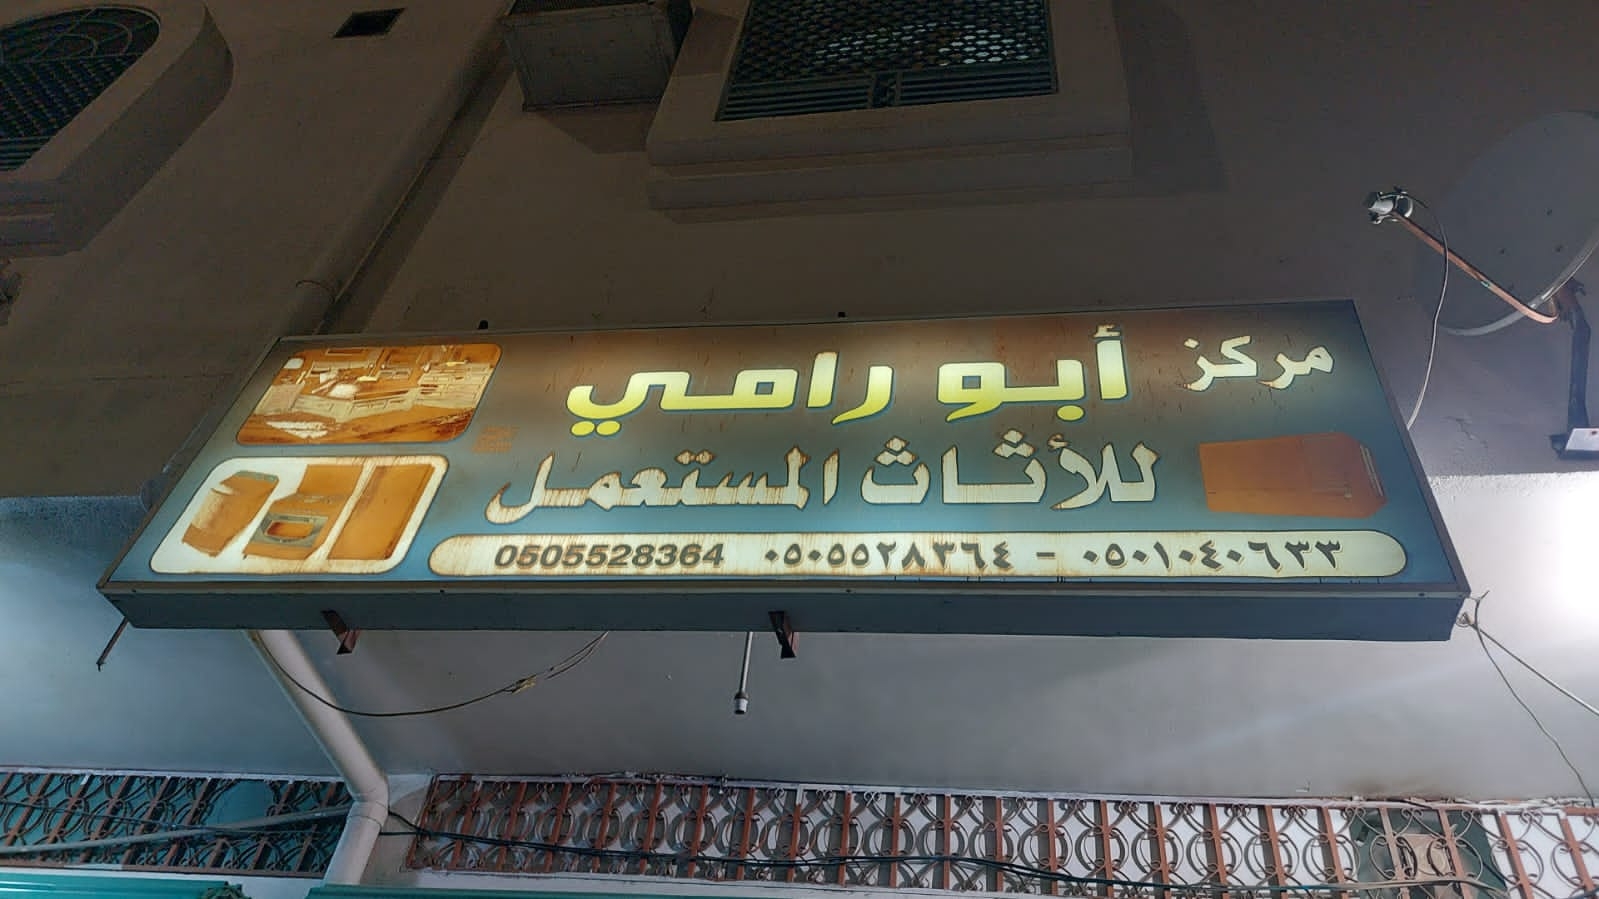 مركز أبو رامي
للأثاث المستعمل
٠٥٠١٠٤٠٦٣٣ - ٠٥٠٥٥٢٨٣٦٤ 0505528364